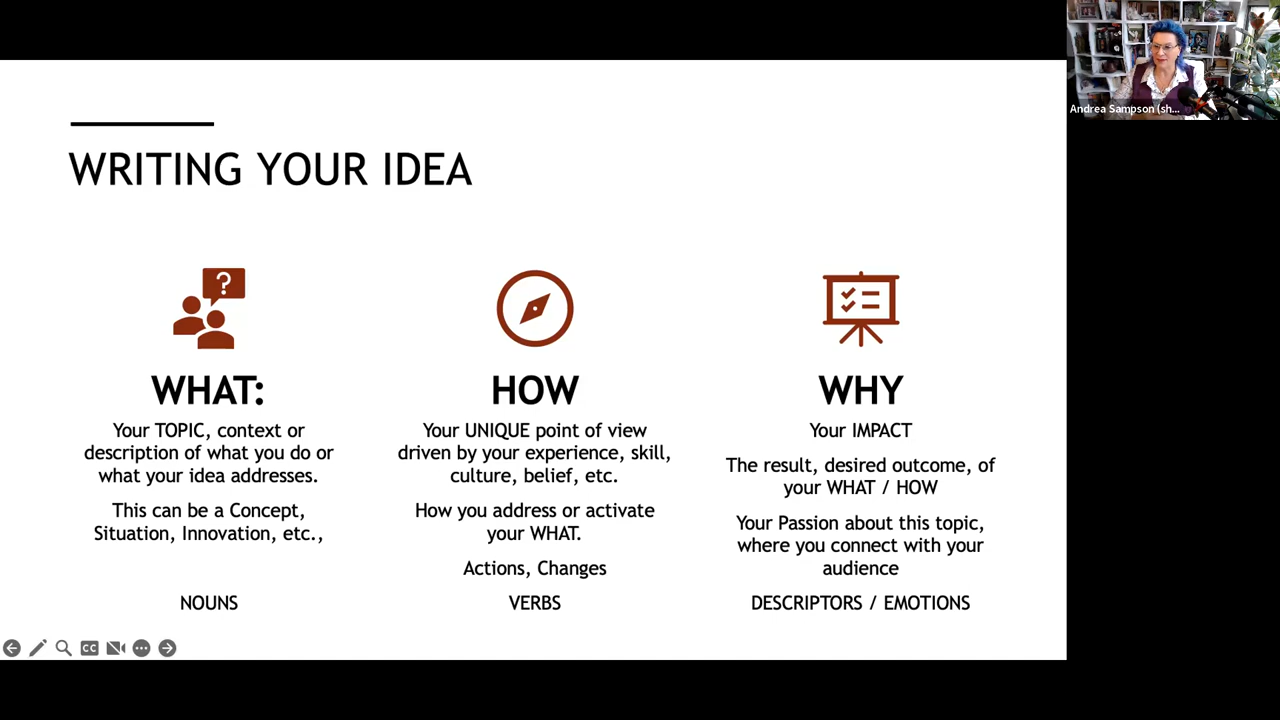 Andrea Sampson (sh...
WRITING YOUR IDEA
?
WHAT:
Your TOPIC, context or
description of what you do or
what your idea addresses.
This can be a Concept,
Situation, Innovation, etc.,
NOUNS
HOW
Your UNIQUE point of view
driven by your experience, skill,
culture, belief, etc.
How you address or activate
your WHAT.
Actions, Changes
VERBS
WHY
Your IMPACT
The result, desired outcome, of
your WHAT / HOW
Your Passion about this topic,
where you connect with your
audience
DESCRIPTORS / EMOTIONS
CC